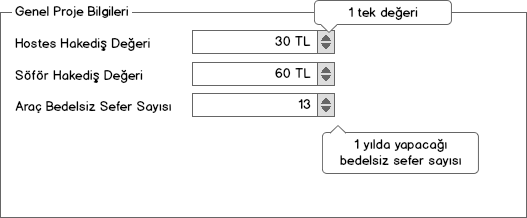 Genel Proje Bilgileri
1 tek değeri
Hostes Hakediş Değeri
30 TL
Söför Hakediş Değeri
60 TL
Araç Bedelsiz Sefer Sayısı
13
1 yılda yapacağı
bedelsiz sefer sayısı